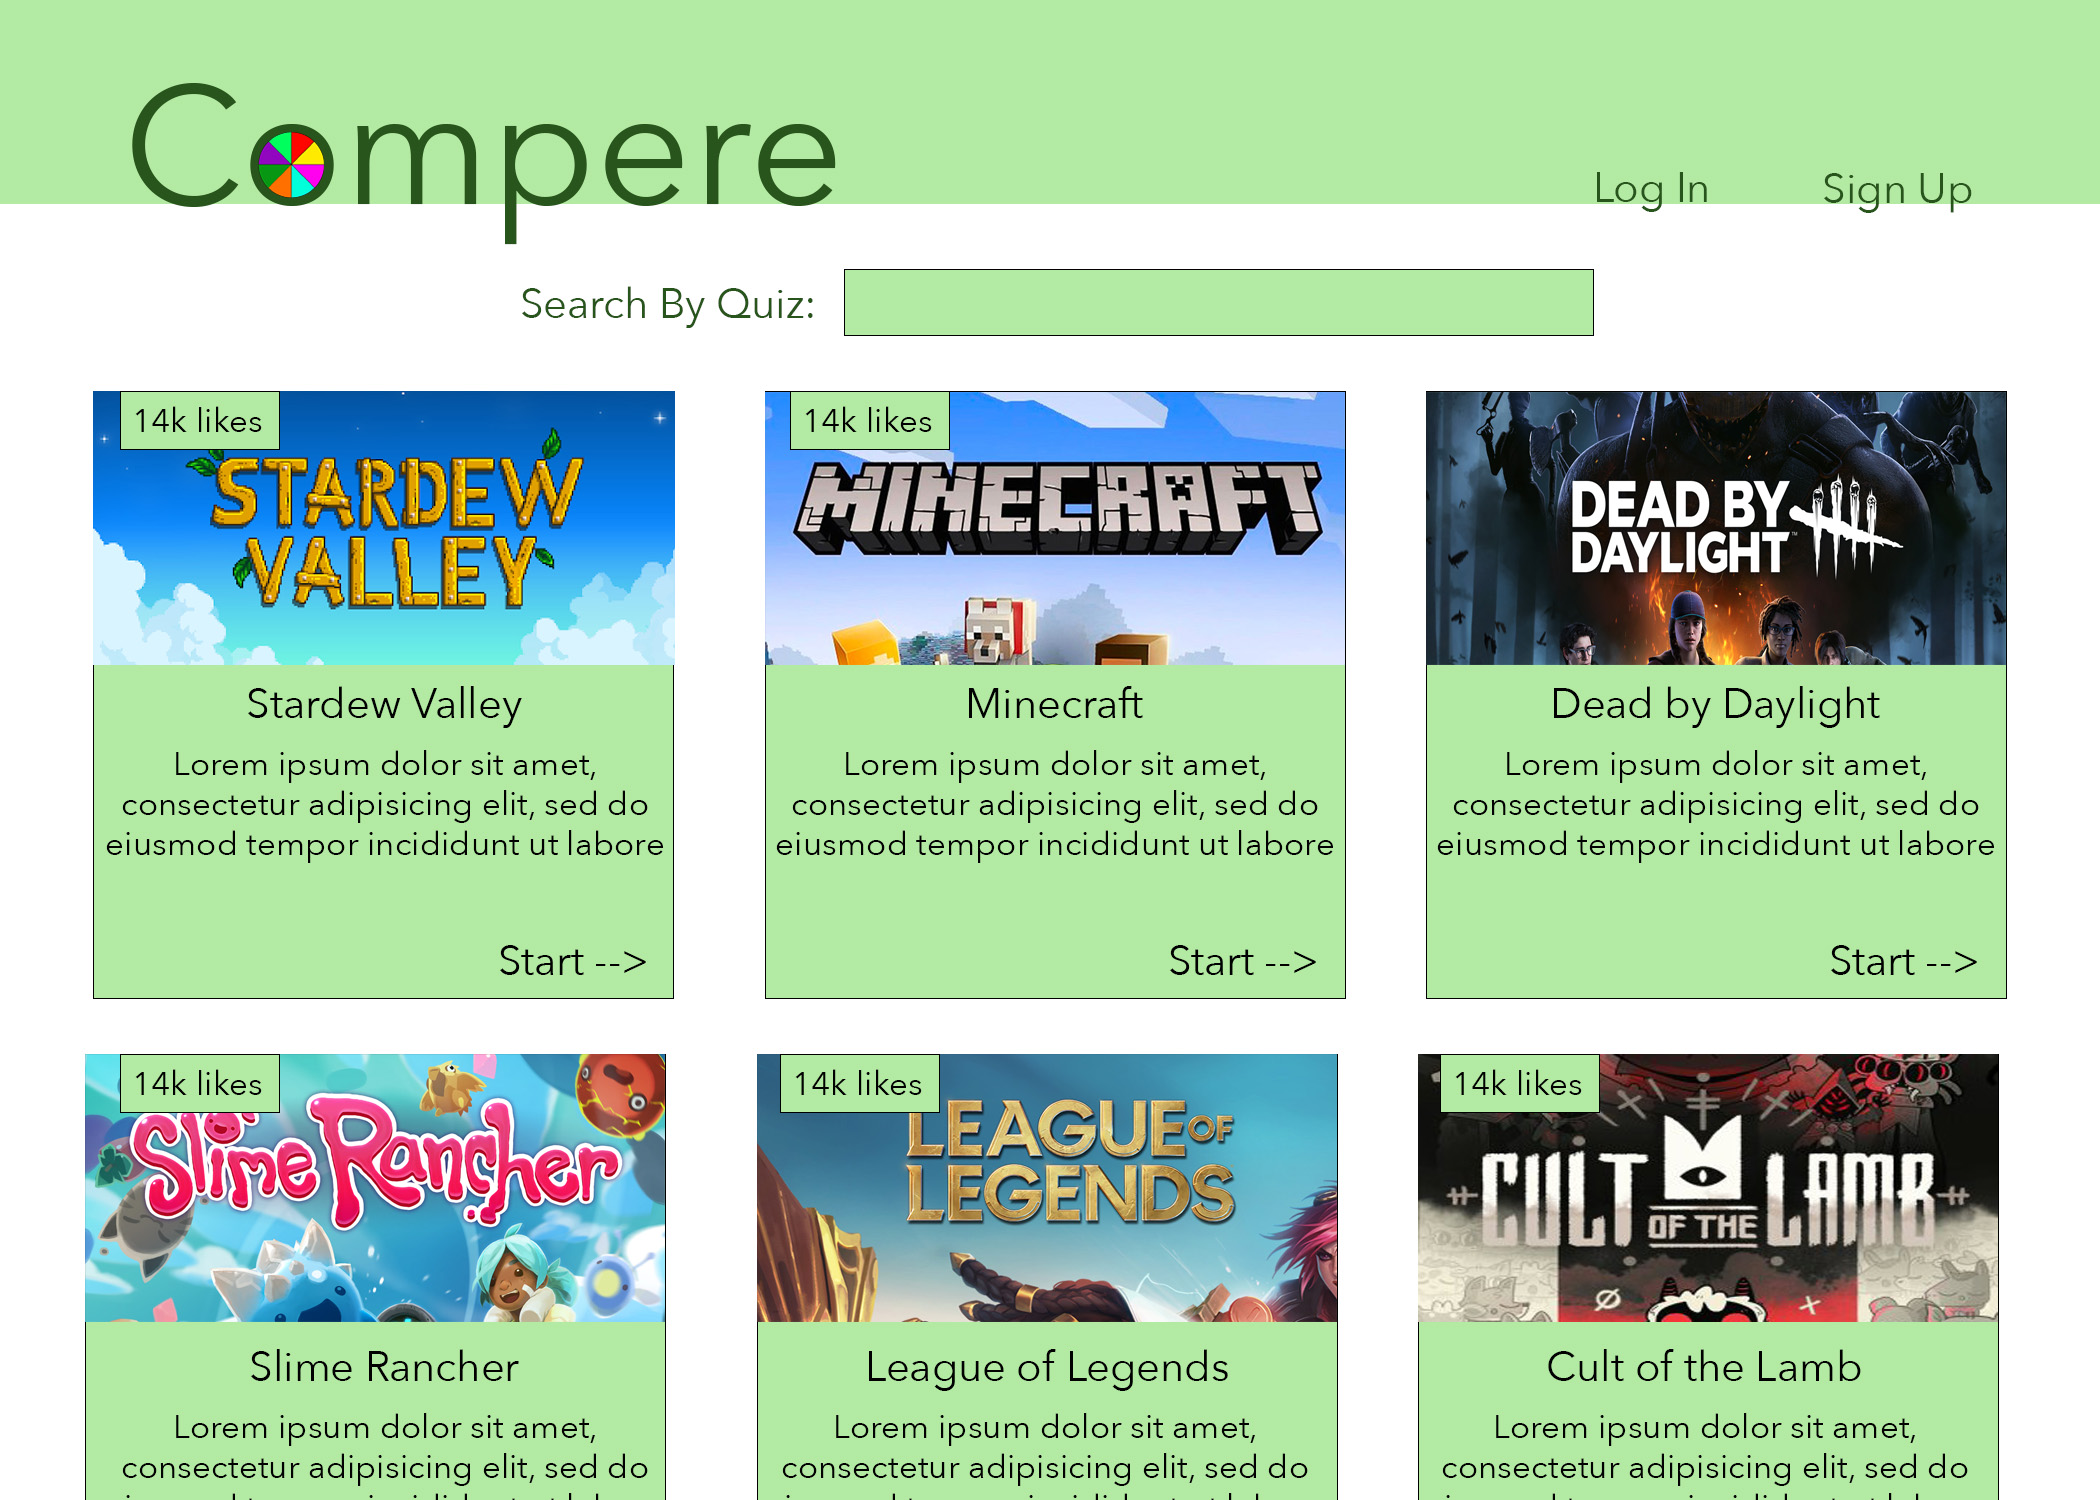 Compere
Log In
Sign Up
Search By Quiz:
14k likes
STARDEW
VALLEY
Stardew Valley
Lorem ipsum dolor sit amet,
consectetur adipisicing elit, sed do
eiusmod tempor incididunt ut labore
Start -->
14k likes
MINECRAFT
Minecraft
Lorem ipsum dolor sit amet,
consectetur adipisicing elit, sed do
eiusmod tempor incididunt ut labore
Start -->
DEAD BY
DAYLIGHT
Dead by Daylight
Lorem ipsum dolor sit amet,
consectetur adipisicing elit, sed do
eiusmod tempor incididunt ut labore
Start -->
14k likes
Slime Rancher
Slime Rancher
Lorem ipsum dolor sit amet,
consectetur adipisicing elit, sed do
14k likes
LEAGUE OF
LEGENDS
League of Legends
Lorem ipsum dolor sit amet,
consectetur adipisicing elit, sed do
14k likes
CULT OF THE LAMB
Cult of the Lamb
Lorem ipsum dolor sit amet,
consectetur adipisicing elit, sed do